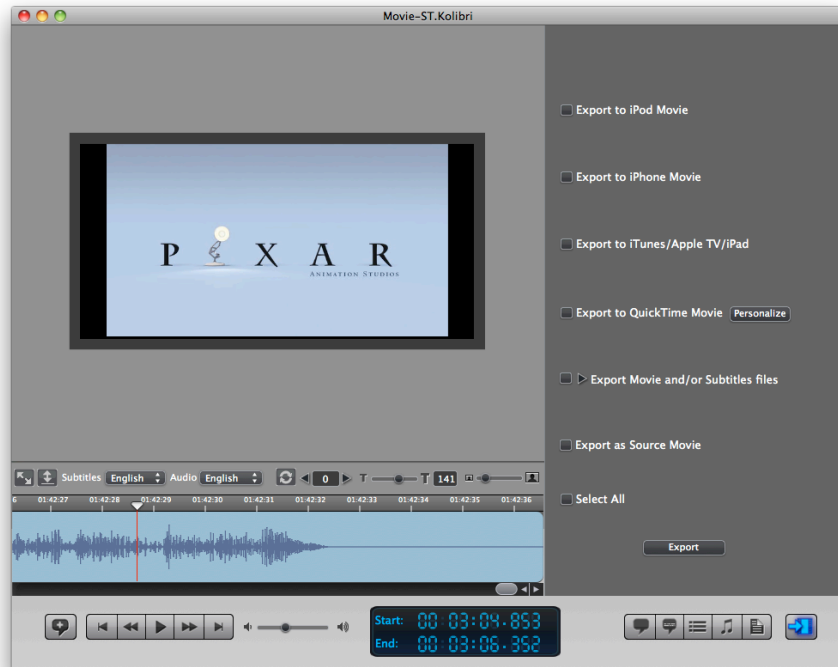 Movie-ST.Kolibri
P I X A R
ANIMATION STUDIOS
Export to iPod Movie
Export to iPhone Movie
Export to iTunes/Apple TV/iPad
Export to QuickTime Movie Personalize
Export Movie and/or Subtitles files
Export as Source Movie
Select All
Export
Subtitles English Audio English 0 T T 141
6 01:42:27 01:42:28 01:42:29 01:42:30 01:42:31 01:42:32 01:42:33 01:42:34 01:42:35 01:42:36
Start: 00:03:04.853
End: 00:03:06.352